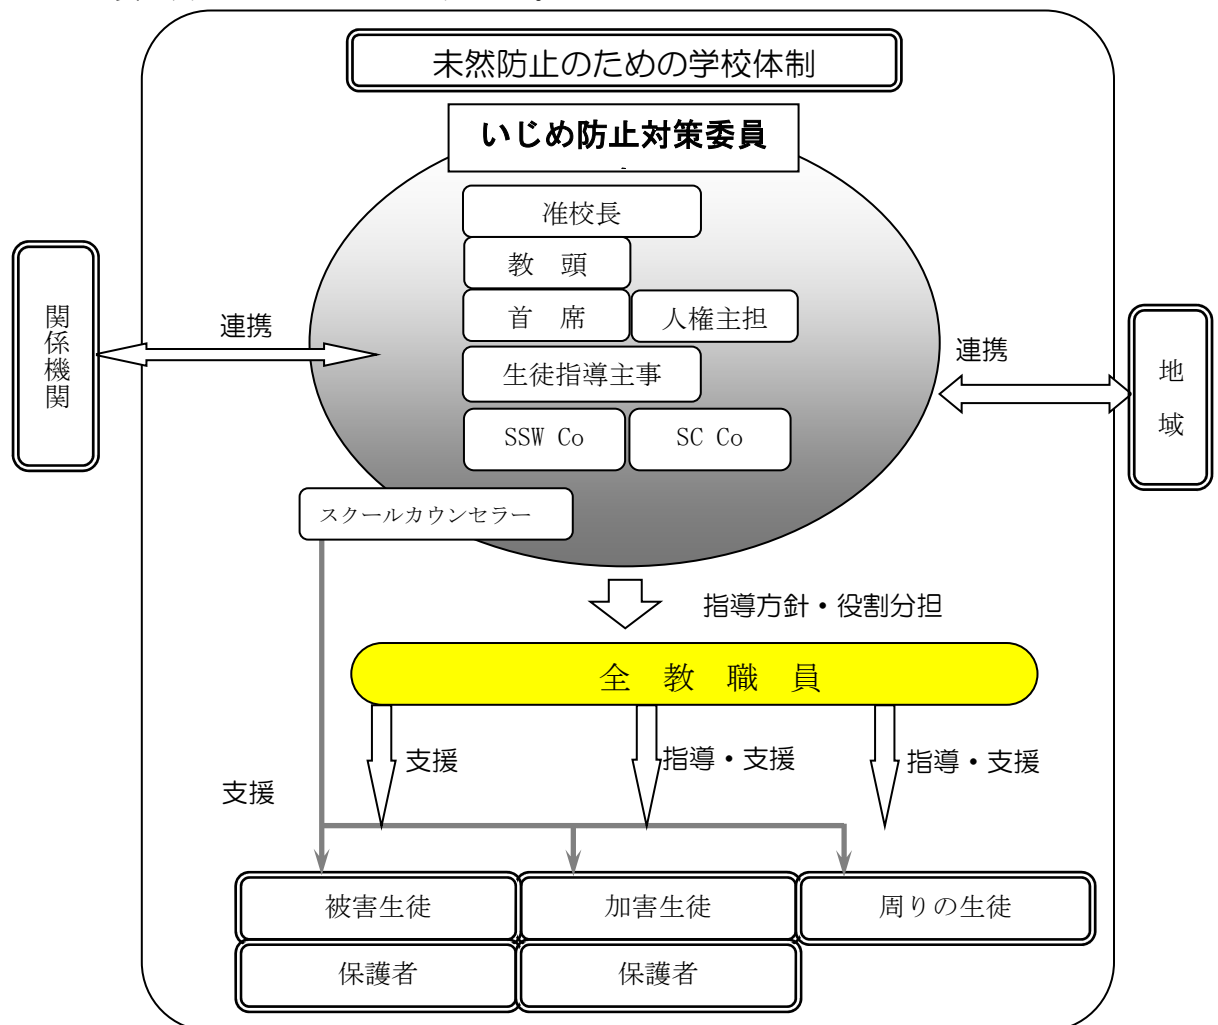 未然防止のための学校体制
いじめ防止対策委員
准校長
教　頭
首　席
人権主担
生徒指導主事
SSW Co
SC Co
スクールカウンセラー
関係機関
連携
連携
地域
指導方針・役割分担
全　教　職　員
支援
指導・支援
指導・支援
支援
被害生徒
加害生徒
周りの生徒
保護者
保護者